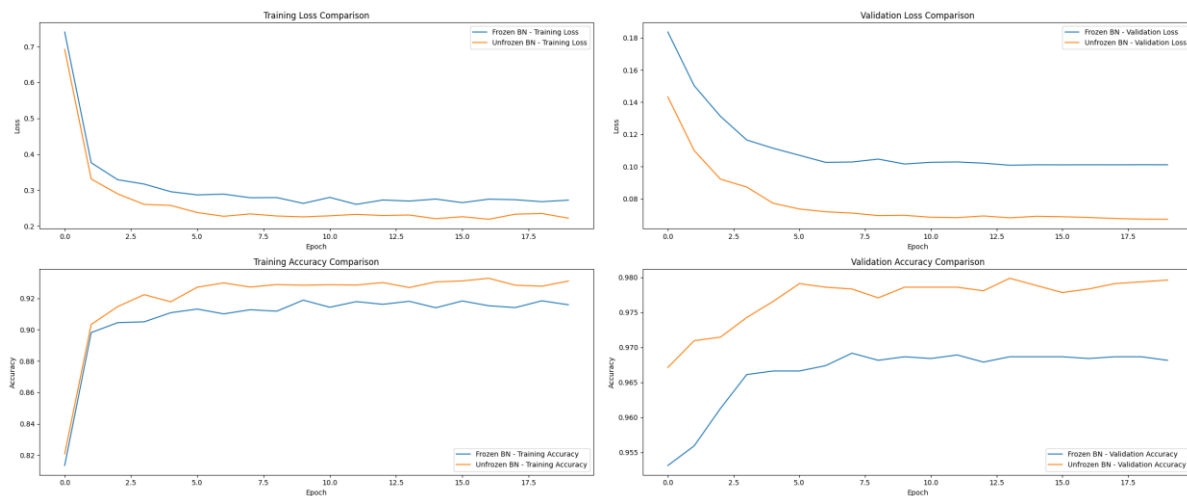 Training Loss Comparison
Frozen BN - Training Loss
Unfrozen BN - Training Loss
Loss
0.7
0.6
0.5
0.4
0.3
0.2
0.0 2.5 5.0 7.5 10.0 12.5 15.0 17.5
Epoch
Validation Loss Comparison
Frozen BN - Validation Loss
Unfrozen BN - Validation Loss
Loss
0.18
0.16
0.14
0.12
0.10
0.08
0.0 2.5 5.0 7.5 10.0 12.5 15.0 17.5
Epoch
Training Accuracy Comparison
Accuracy
0.92
0.90
0.88
0.86
0.84
0.82
Frozen BN - Training Accuracy
Unfrozen BN - Training Accuracy
0.0 2.5 5.0 7.5 10.0 12.5 15.0 17.5
Epoch
Validation Accuracy Comparison
Accuracy
0.980
0.975
0.970
0.965
0.960
0.955
Frozen BN - Validation Accuracy
Unfrozen BN - Validation Accuracy
0.0 2.5 5.0 7.5 10.0 12.5 15.0 17.5
Epoch